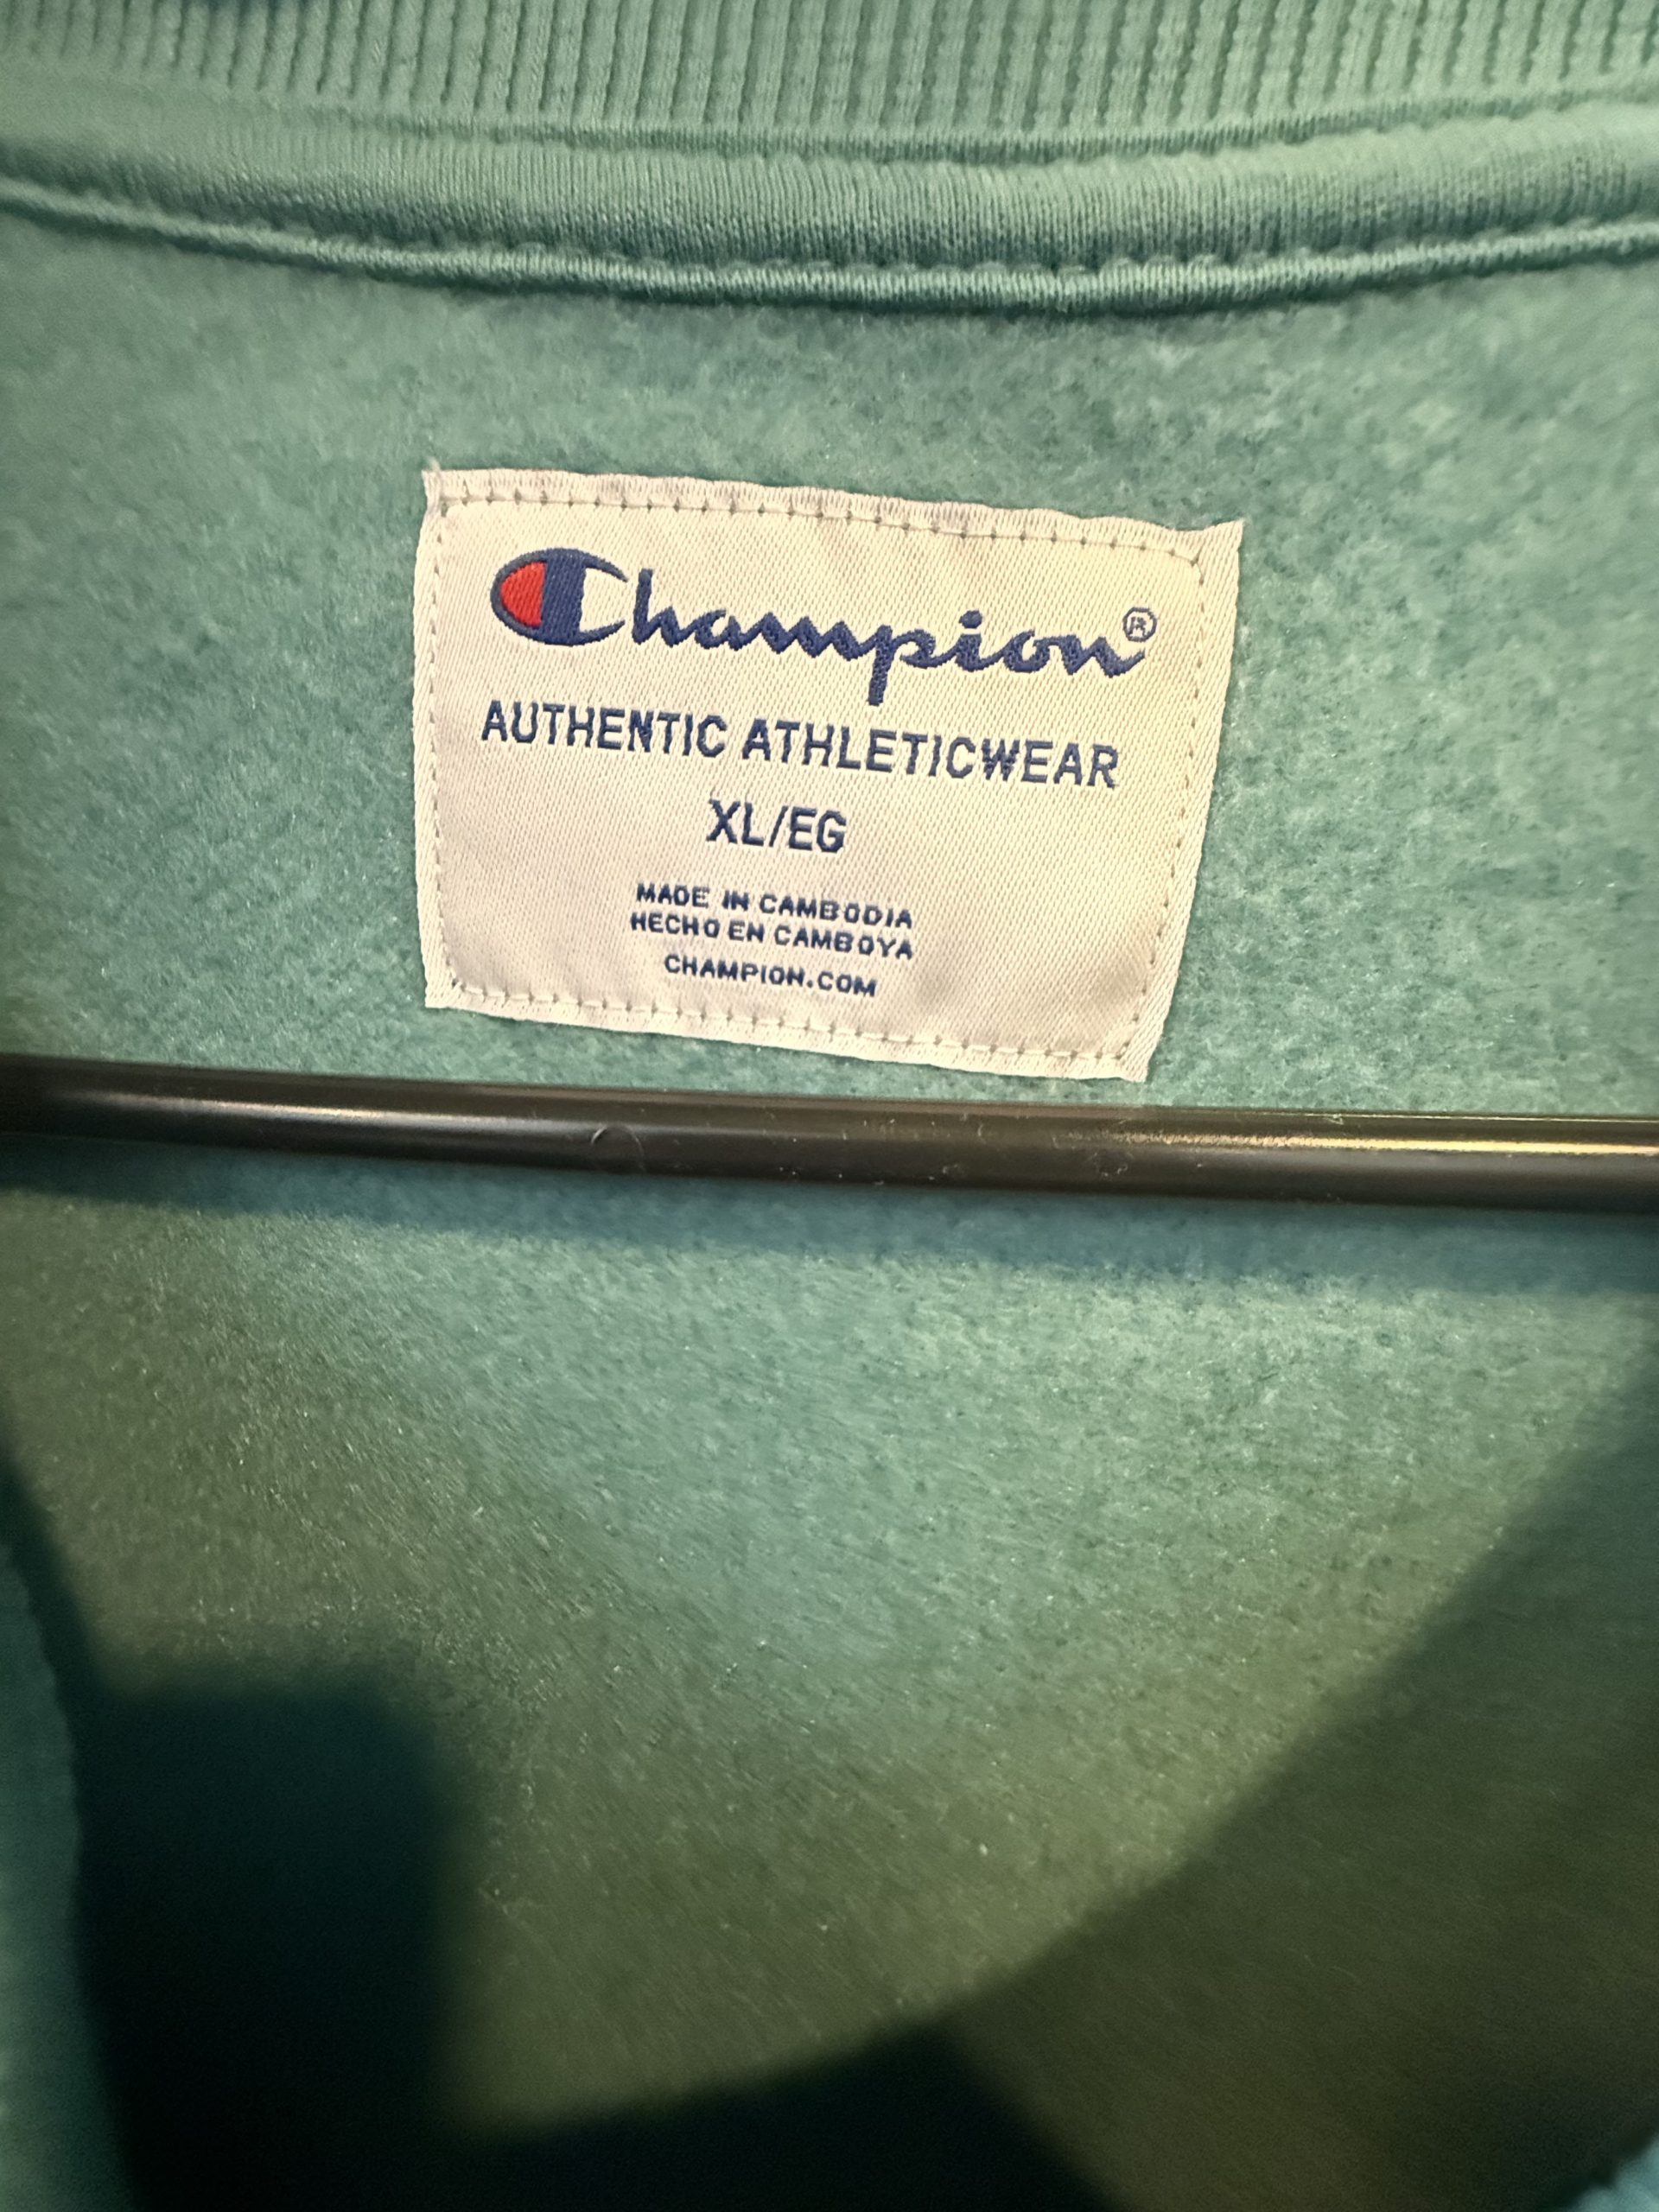 Champion®
AUTHENTIC ATHLETICWEAR
XL/EG
MADE IN CAMBODIA
HECHO EN CAMBOYA
CHAMPION.COM